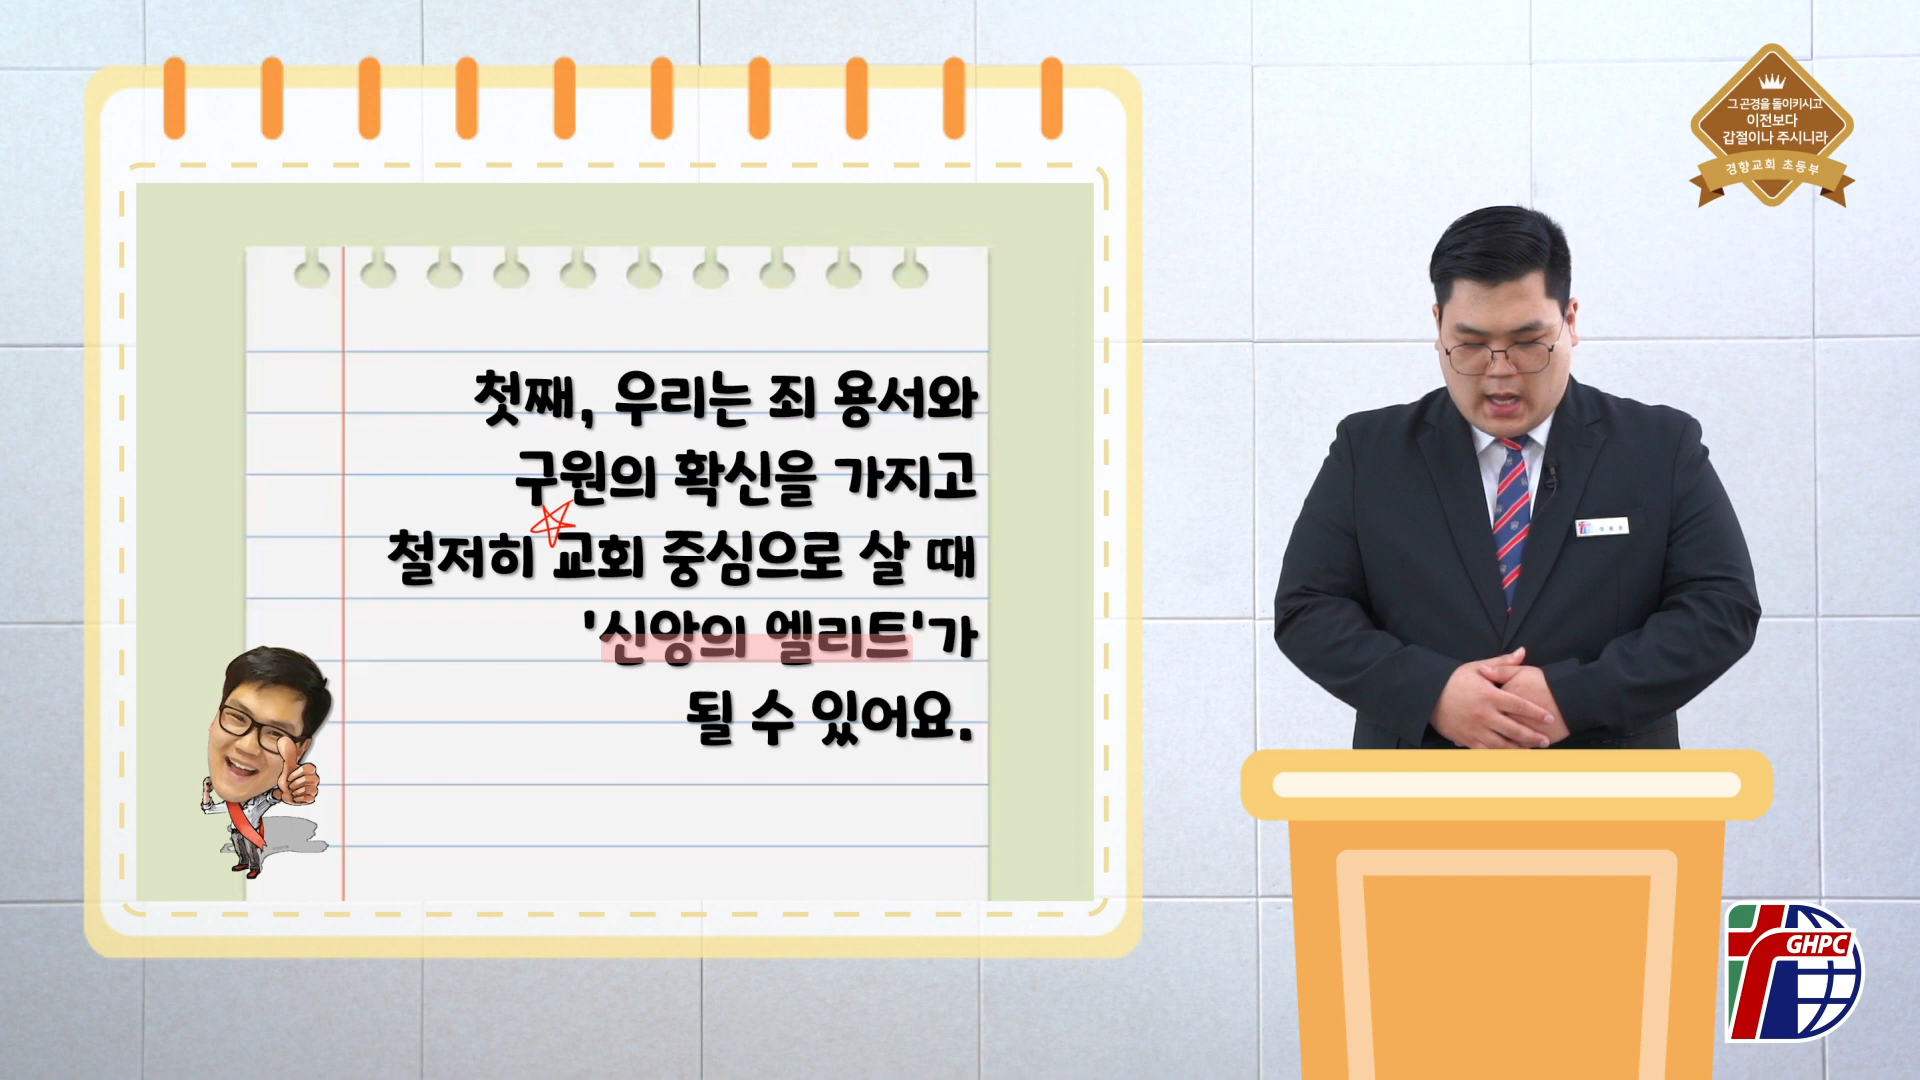 첫째, 우리는 죄 용서와
구원의 확신을 가지고
철저히 교회 중심으로 살 때
'신앙의 엘리트'가
될 수 있어요.
그 곤경을 돌이키시고
이전보다
갑절이나 주시니라
경향교회 초등부
GHPC